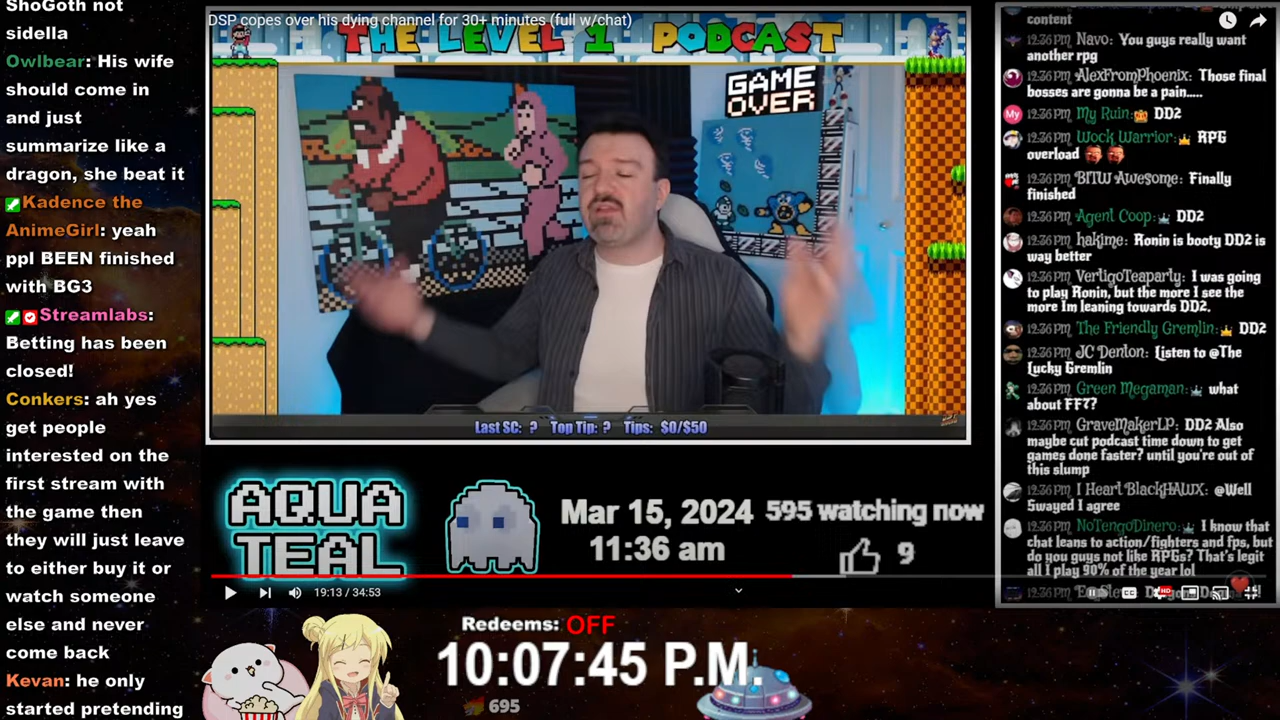 ShoGoth not
sidella
Owlbear: His wife
should come in
and just
summarize like a
dragon, she beat it
Kadence the
AnimeGirl: yeah
ppl BEEN finished
with BG3
Streamlabs:
Betting has been
closed!
Conkers: ah yes
get people
interested on the
first stream with
the game then
they will just leave
to either buy it or
watch someone
else and never
come back
Kevan: he only
started pretending
DSP copes over his dying channel for 30+ minutes (full w/chat)
THE LEVEL 1 PODCAST
GAME
OVER
Last SC: ? Top Tip: ? Tips: $0/$50
AQUA
TEAL
Mar 15, 2024
11:36 am
595 watching now
9
19:13 / 34:53
Redeems: OFF
10:07:45 P.M.
695
content
12:36 PM Navo: You guys really want
another rpg
12:36 PM AlexFromPhoenix: Those final
bosses are gonna be a pain.....
My 12:36 PM My Ruin: DD2
12:36 PM Wock Warrior: RPG
overload
12:36 PM BITW Awesome: Finally
finished
12:36 PM Agent Coop: DD2
12:36 PM hakime: Ronin is booty DD2 is
way better
12:36 PM VertigoTeaparty: I was going
to play Ronin, but the more I see the
more Im leaning towards DD2.
12:36 PM The Friendly Gremlin: DD2
12:36 PM JC Denton: Listen to @The
Lucky Gremlin
12:36 PM Green Megaman: what
about FF??
12:36 PM GraveMakerLP: DD2 Also
maybe cut podcast time down to get
games done faster? until you're out of
this slump
12:36 PM I Heart BlackHAWX: @Well
Swayed I agree
12:36 PM NoTengoDinero: I know that
chat leans to action/fighters and fps, but
do you guys not like RPGs? That's legit
all I play 90% of the year lol
12:36 PM
CC
HD